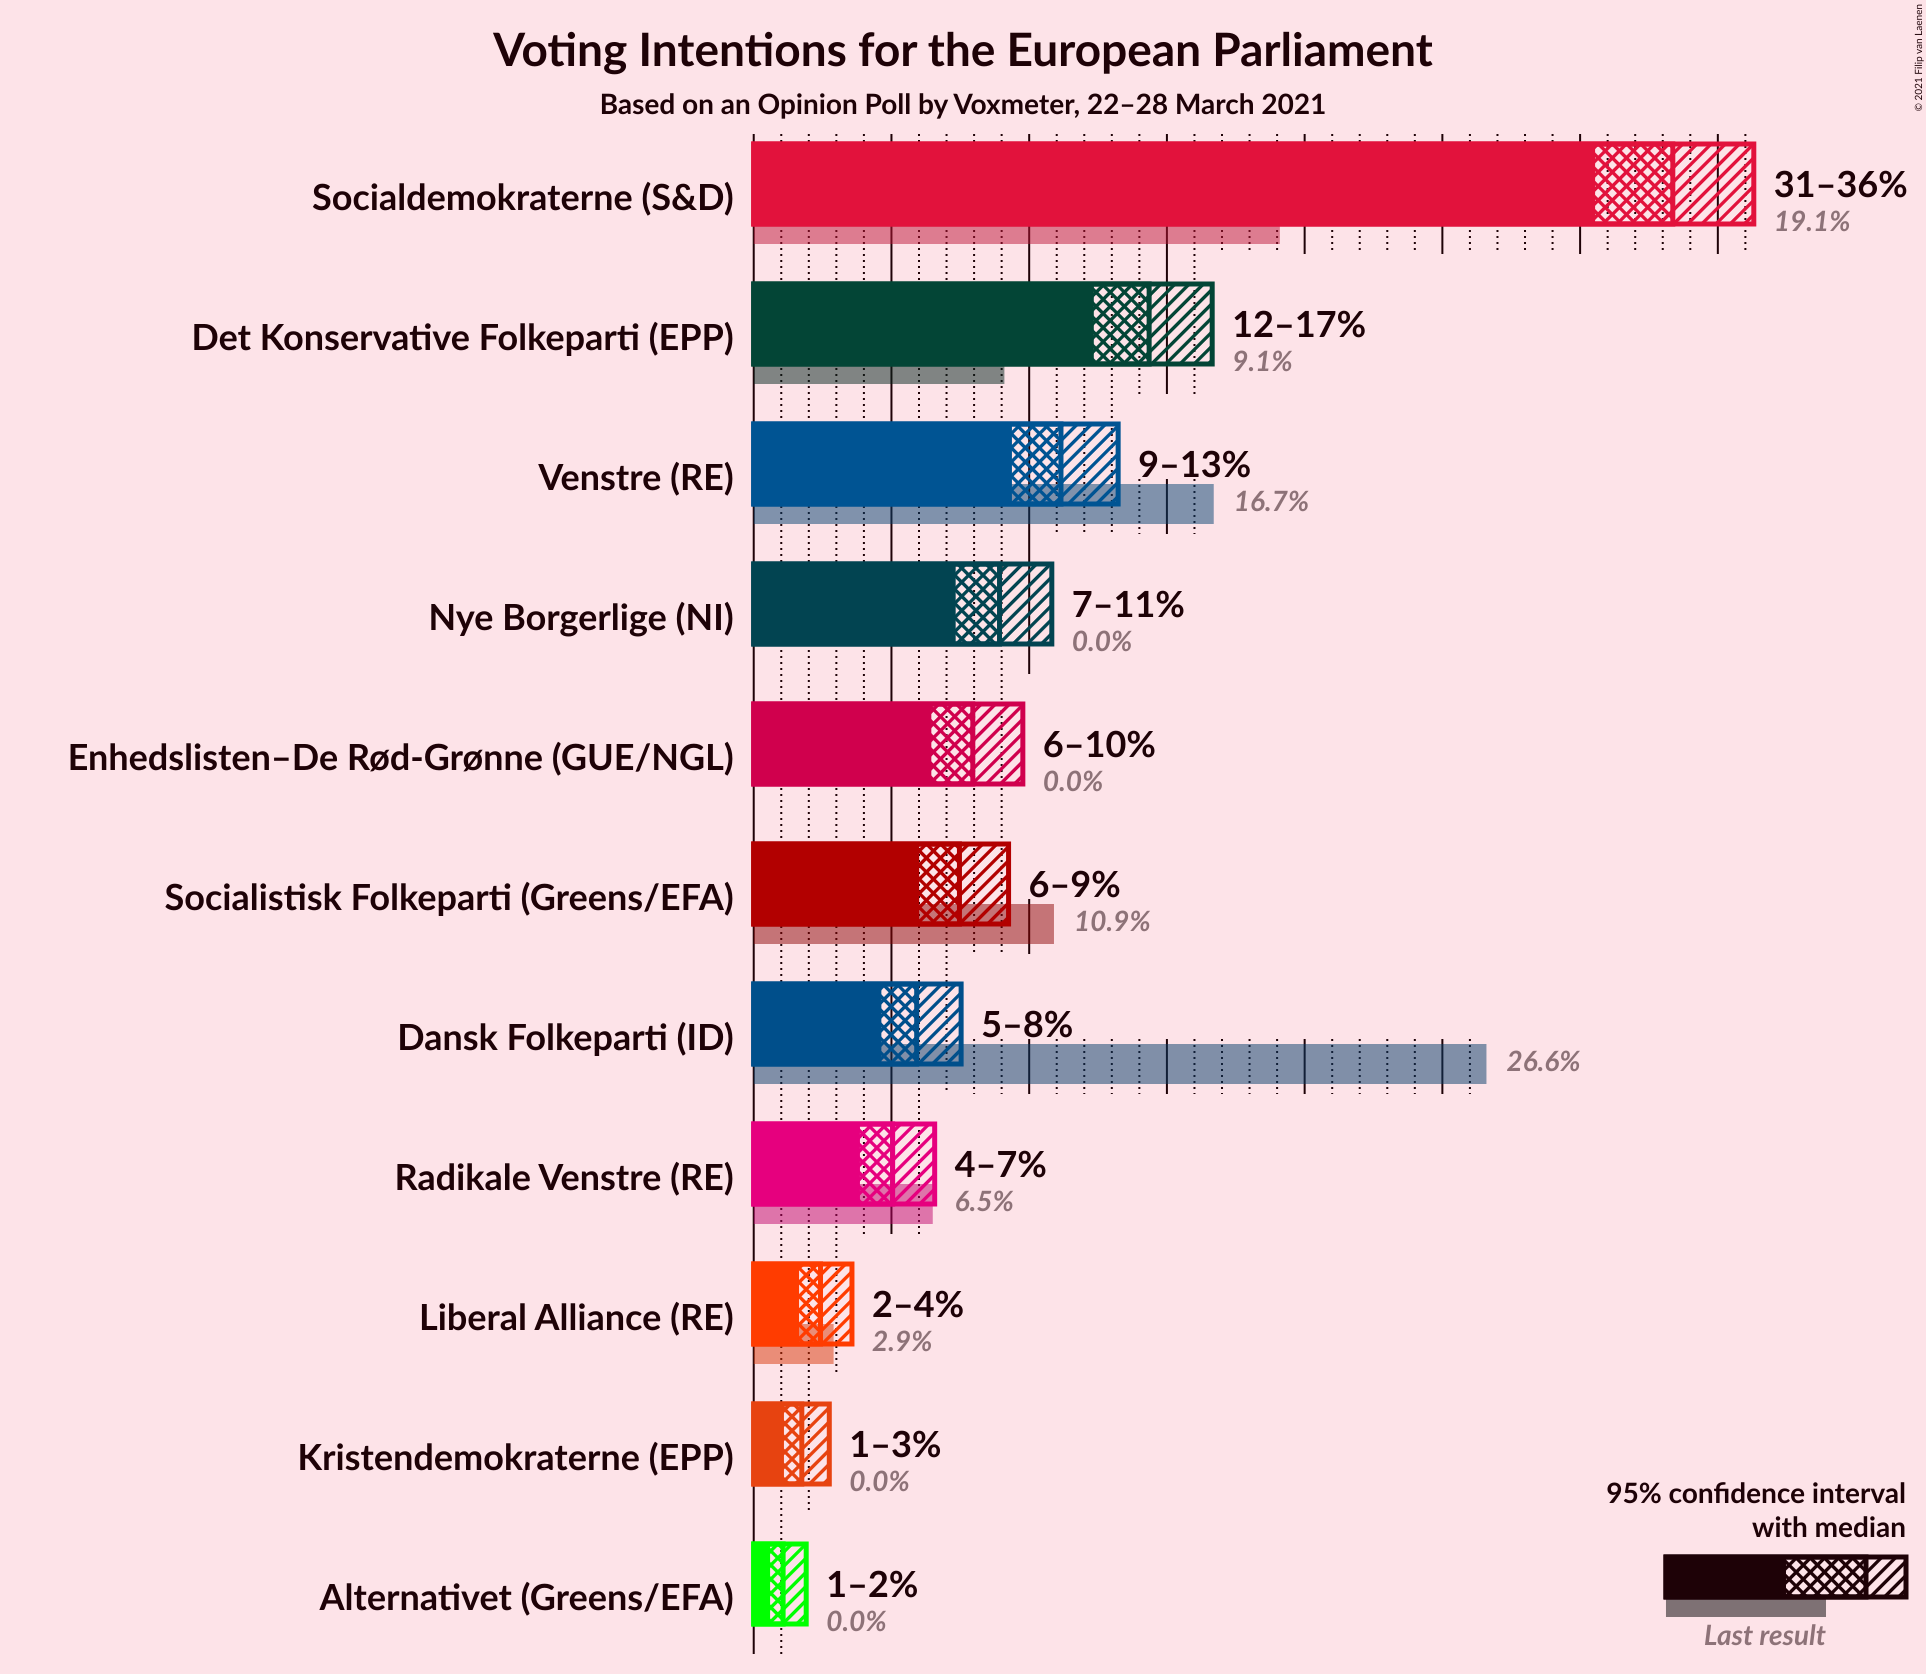 Voting Intentions for the European Parliament
Based on an Opinion Poll by Voxmeter, 22–28 March 2021
© 2021 Filip van Laenen
Socialdemokraterne (S&D)
31–36%
19.1%
Det Konservative Folkeparti (EPP)
12–17%
9.1%
Venstre (RE)
9–13%
16.7%
Nye Borgerlige (NI)
7–11%
0.0%
Enhedslisten–De Rød-Grønne (GUE/NGL)
6–10%
0.0%
Socialistisk Folkeparti (Greens/EFA)
6–9%
10.9%
Dansk Folkeparti (ID)
5–8%
26.6%
Radikale Venstre (RE)
4–7%
6.5%
Liberal Alliance (RE)
2–4%
2.9%
Kristendemokraterne (EPP)
1–3%
0.0%
Alternativet (Greens/EFA)
1–2%
0.0%
95% confidence interval
with median
Last result